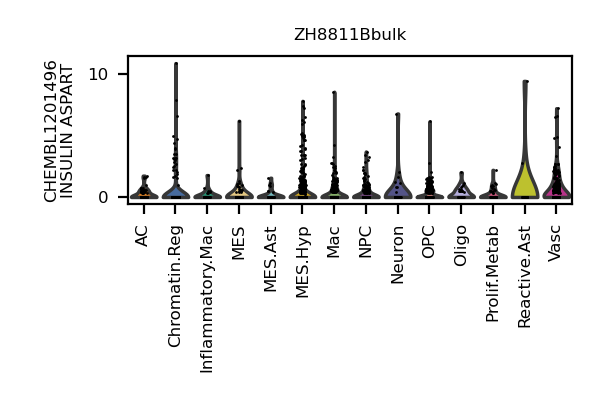 ZH8811Bbulk
CHEMBL1201496
INSULIN ASPART
10
0
AC
Chromatin.Reg
Inflammatory.Mac
MES
MES.Ast
MES.Hyp
Mac
NPC
Neuron
OPC
Oligo
Prolif.Metab
Reactive.Ast
Vasc